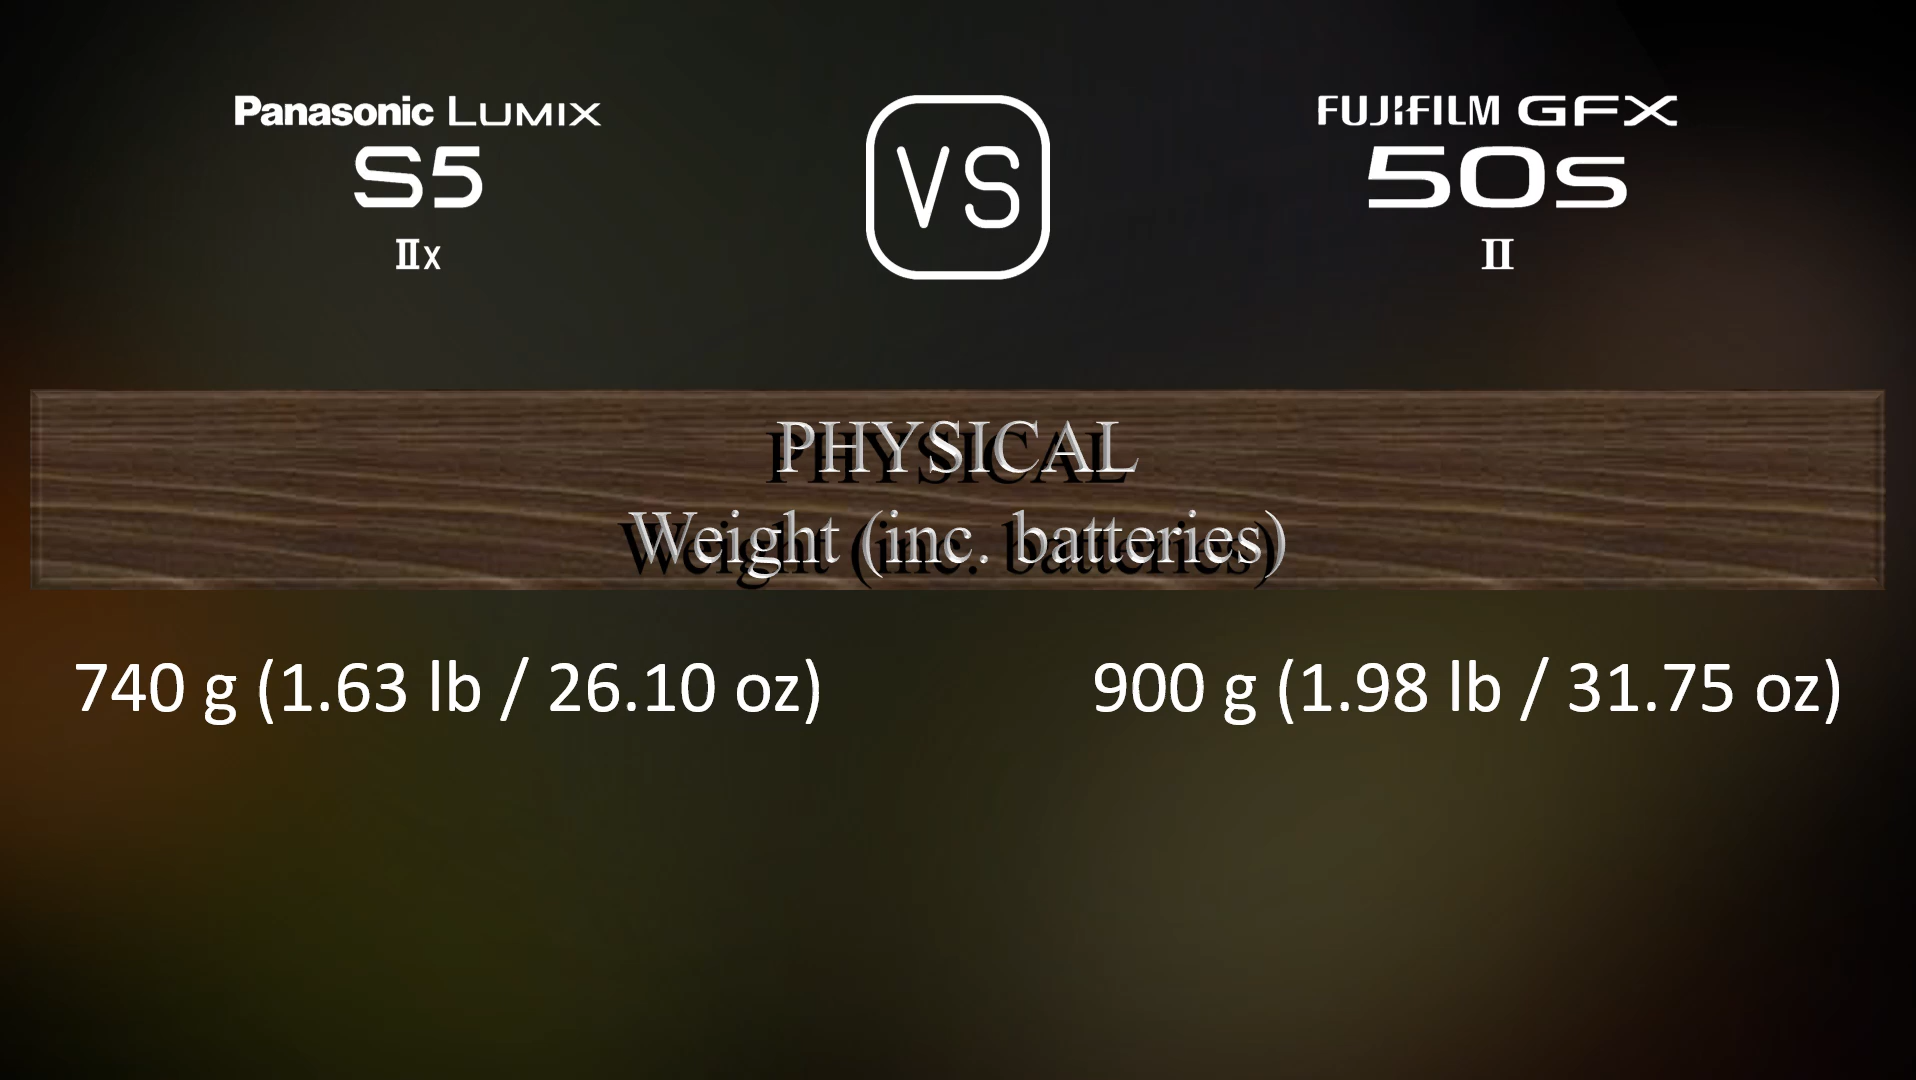 Panasonic LUMIX
S5
IIX
VS
FUJIFILM GFX
50S
II
PHYSICAL
Weight (inc. batteries)
740 g (1.63 lb / 26.10 oz)
900 g (1.98 lb / 31.75 oz)